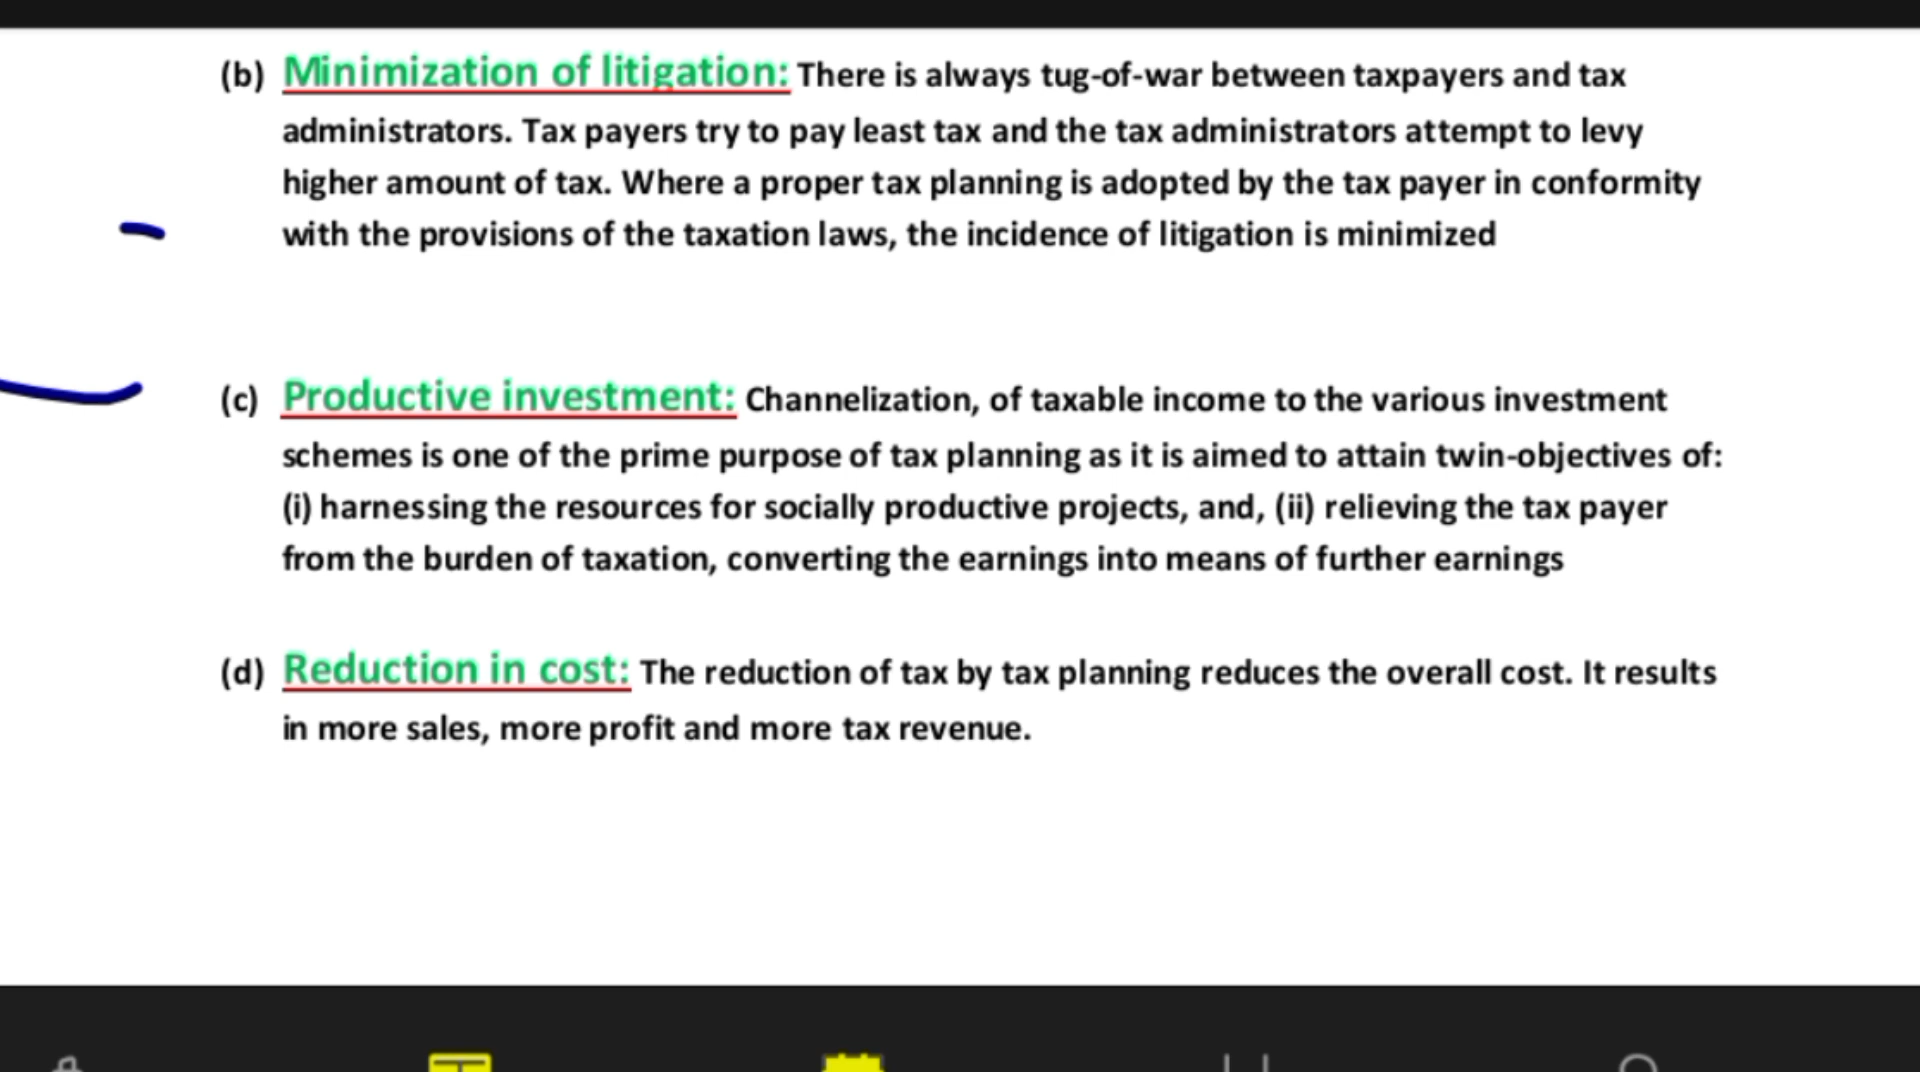 (b) Minimization of litigation: There is always tug-of-war between taxpayers and tax
administrators. Tax payers try to pay least tax and the tax administrators attempt to levy
higher amount of tax. Where a proper tax planning is adopted by the tax payer in conformity
with the provisions of the taxation laws, the incidence of litigation is minimized
(c) Productive investment: Channelization, of taxable income to the various investment
schemes is one of the prime purpose of tax planning as it is aimed to attain twin-objectives of:
(i) harnessing the resources for socially productive projects, and, (ii) relieving the tax payer
from the burden of taxation, converting the earnings into means of further earnings
(d) Reduction in cost: The reduction of tax by tax planning reduces the overall cost. It results
in more sales, more profit and more tax revenue.